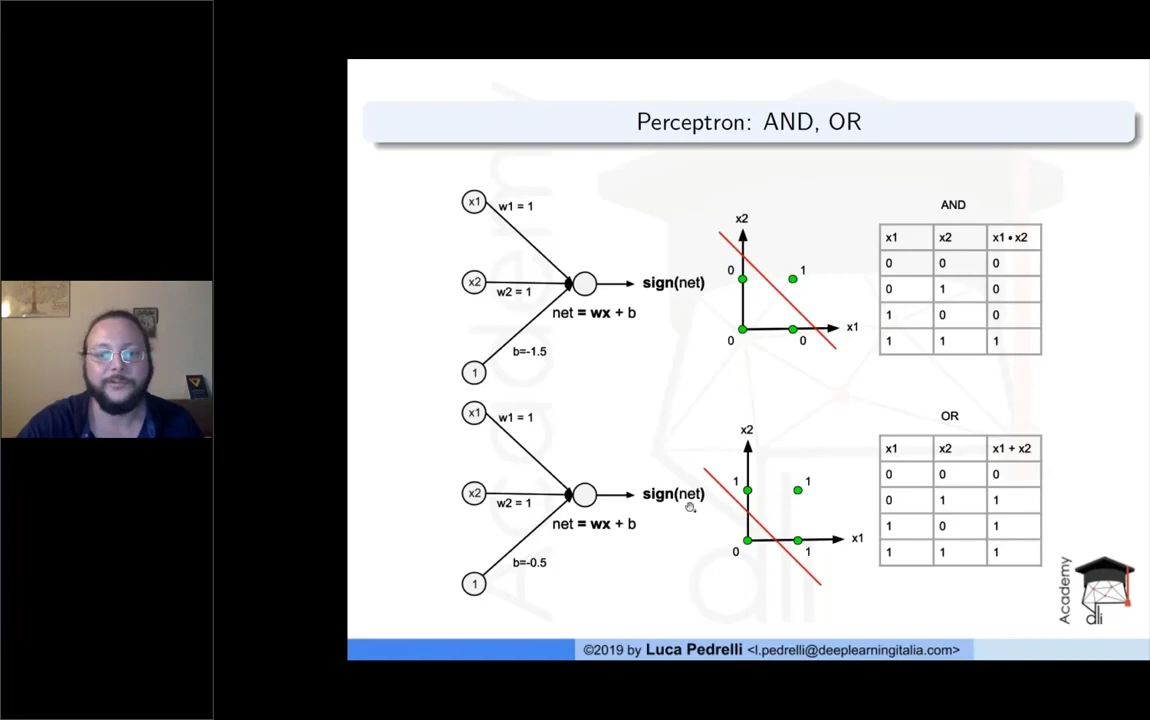 Perceptron: AND, OR
x1
w1 = 1
x2
w2 = 1
1
b=-1.5
sign(net)
net = wx + b
x2
0
1
0
0
x1
AND
x1 x2 x1 • x2
0 0 0
0 1 0
1 0 0
1 1 1
x1
w1 = 1
x2
w2 = 1
1
b=-0.5
sign(net)
net = wx + b
x2
1
1
0
1
x1
OR
x1 x2 x1 + x2
0 0 0
0 1 1
1 0 1
1 1 1
Academy
dli
Academy
dli
©2019 by Luca Pedrelli <l.pedrelli@deeplearningitalia.com>